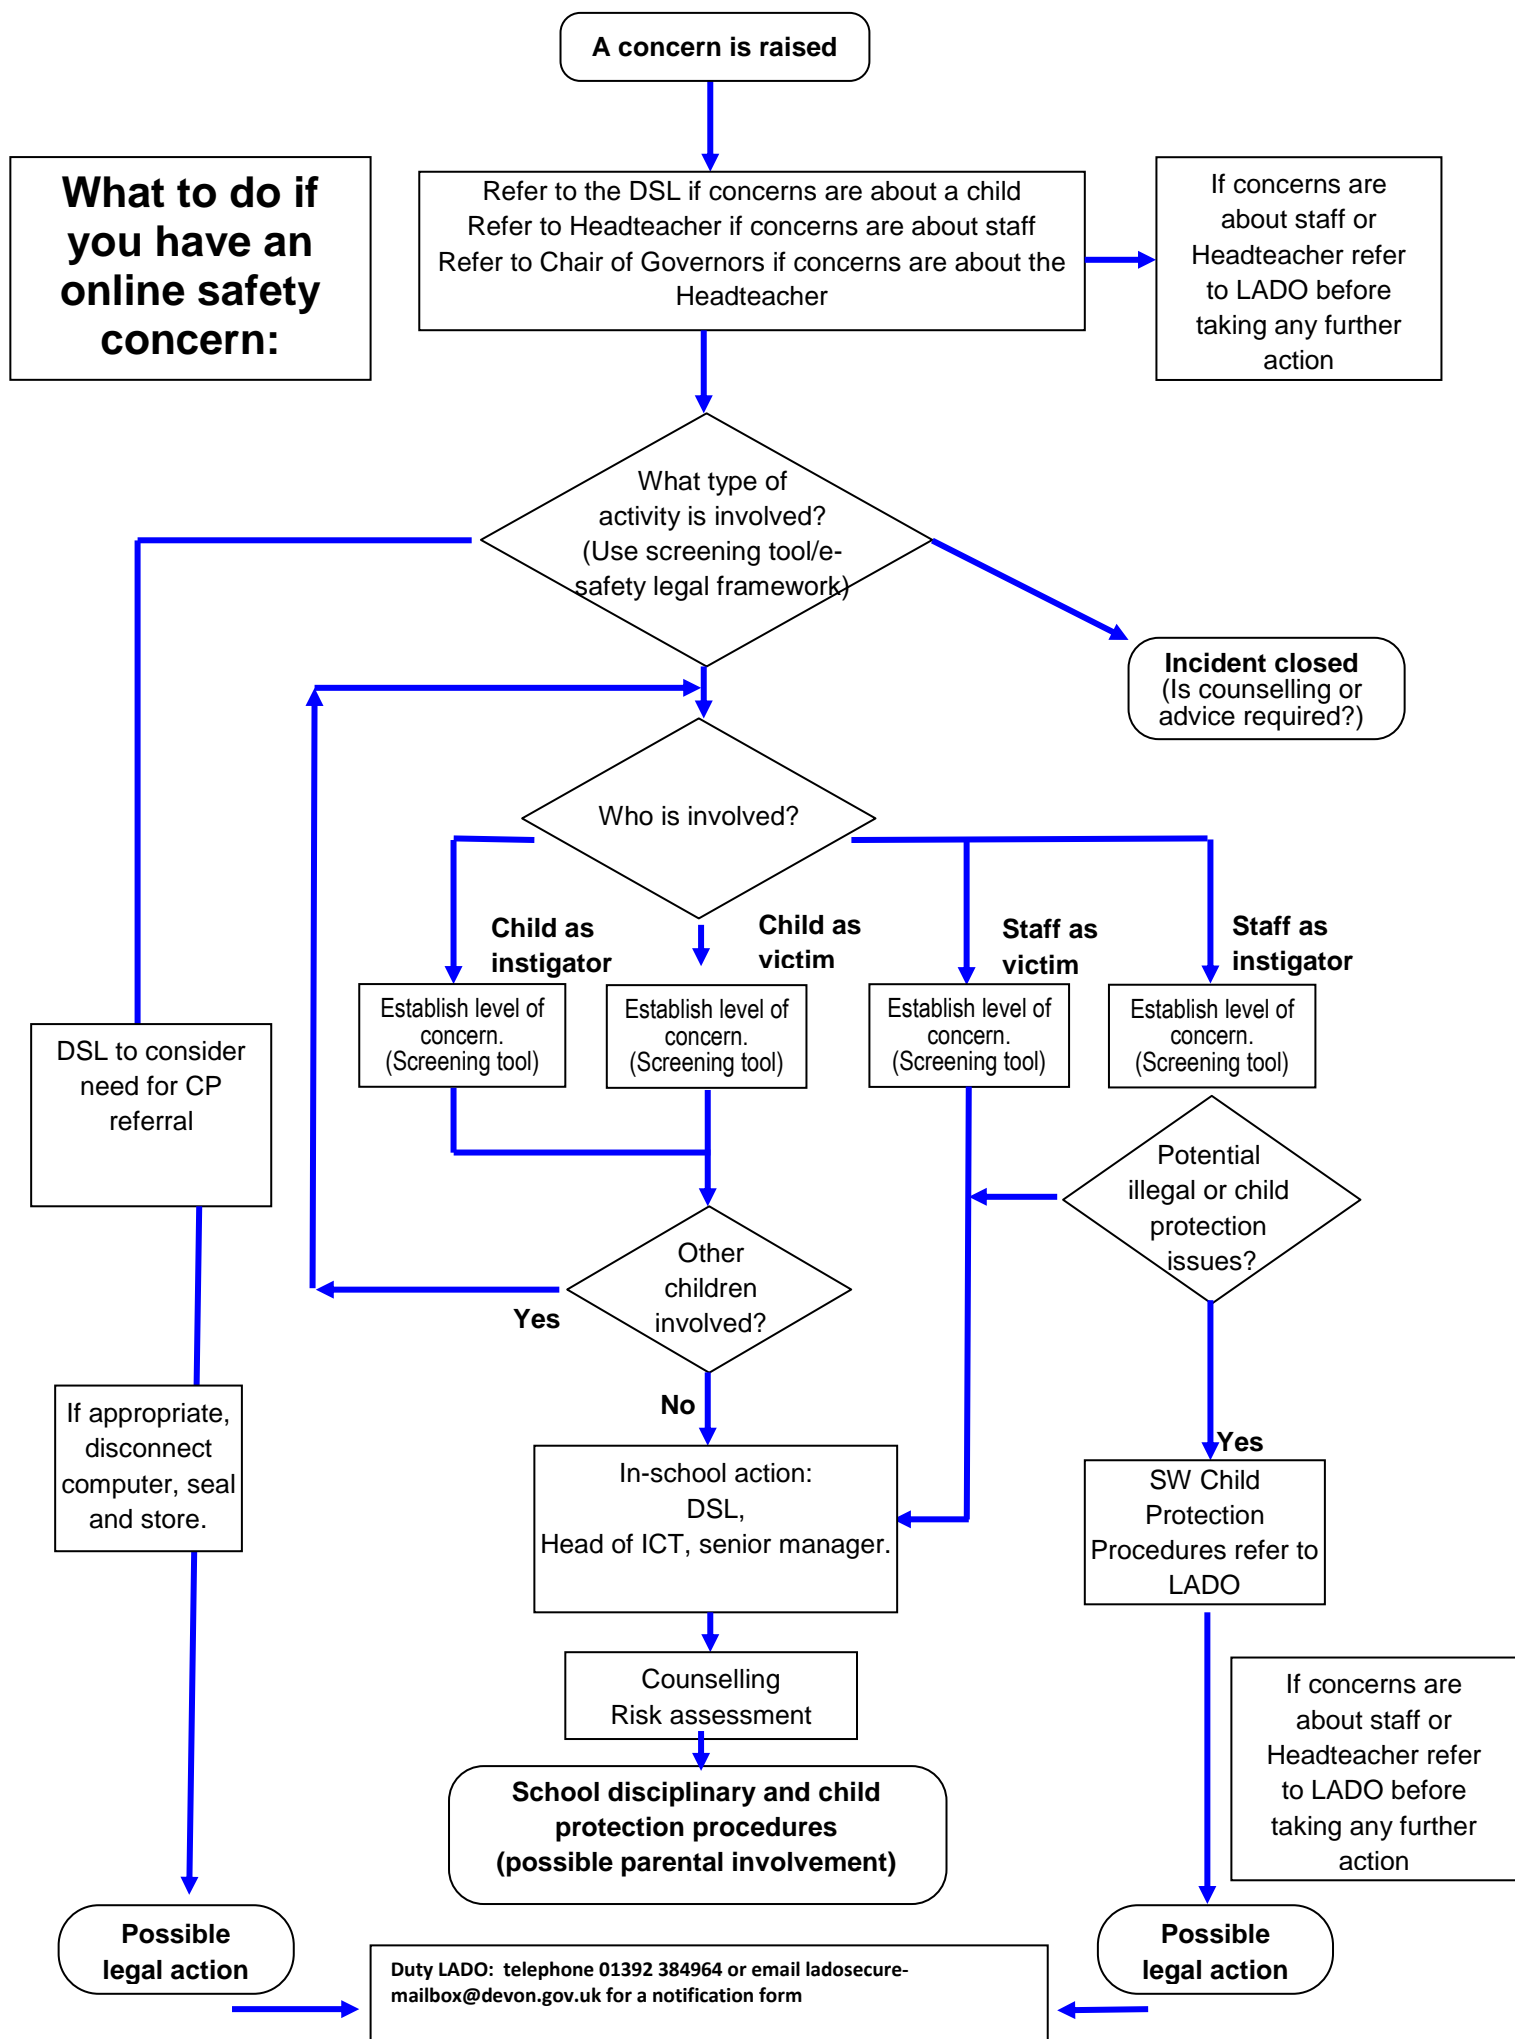 A concern is raised
What to do if
you have an
online safety
concern:
Refer to the DSL if concerns are about a child
Refer to Headteacher if concerns are about staff
Refer to Chair of Governors if concerns are about the
Headteacher
If concerns are
about staff or
Headteacher refer
to LADO before
taking any further
action
What type of
activity is involved?
(Use screening tool/e-
safety legal framework)
Incident closed
(Is counselling or
advice required?)
Who is involved?
Child as
instigator
Child as
victim
Staff as
victim
Staff as
instigator
Establish level of
concern.
(Screening tool)
Establish level of
concern.
(Screening tool)
Establish level of
concern.
(Screening tool)
Establish level of
concern.
(Screening tool)
DSL to consider
need for CP
referral
Potential
illegal or child
protection
issues?
Other
children
involved?
Yes
No
If appropriate,
disconnect
computer, seal
and store.
Yes
In-school action:
DSL,
Head of ICT, senior manager.
SW Child
Protection
Procedures refer to
LADO
Counselling
Risk assessment
If concerns are
about staff or
Headteacher refer
to LADO before
taking any further
action
School disciplinary and child
protection procedures
(possible parental involvement)
Possible
legal action
Possible
legal action
Duty LADO: telephone 01392 384964 or email ladosecure-
mailbox@devon.gov.uk for a notification form